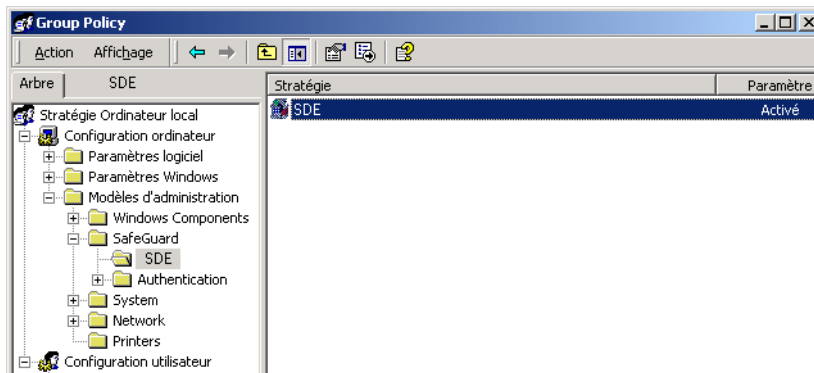 Group Policy
Action Affichage
Arbre SDE
Stratégie Paramètre
Stratégie Ordinateur local
SDE Activé
Configuration ordinateur
Paramètres logiciel
Paramètres Windows
Modèles d'administration
Windows Components
SafeGuard
SDE
Authentication
System
Network
Printers
Configuration utilisateur